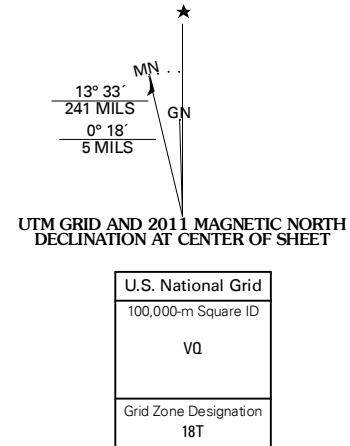 ★
MN
GN
13° 33´
241 MILS
0° 18´
5 MILS
UTM GRID AND 2011 MAGNETIC NORTH
DECLINATION AT CENTER OF SHEET
U.S. National Grid
100,000-m Square ID
VQ
Grid Zone Designation
18T